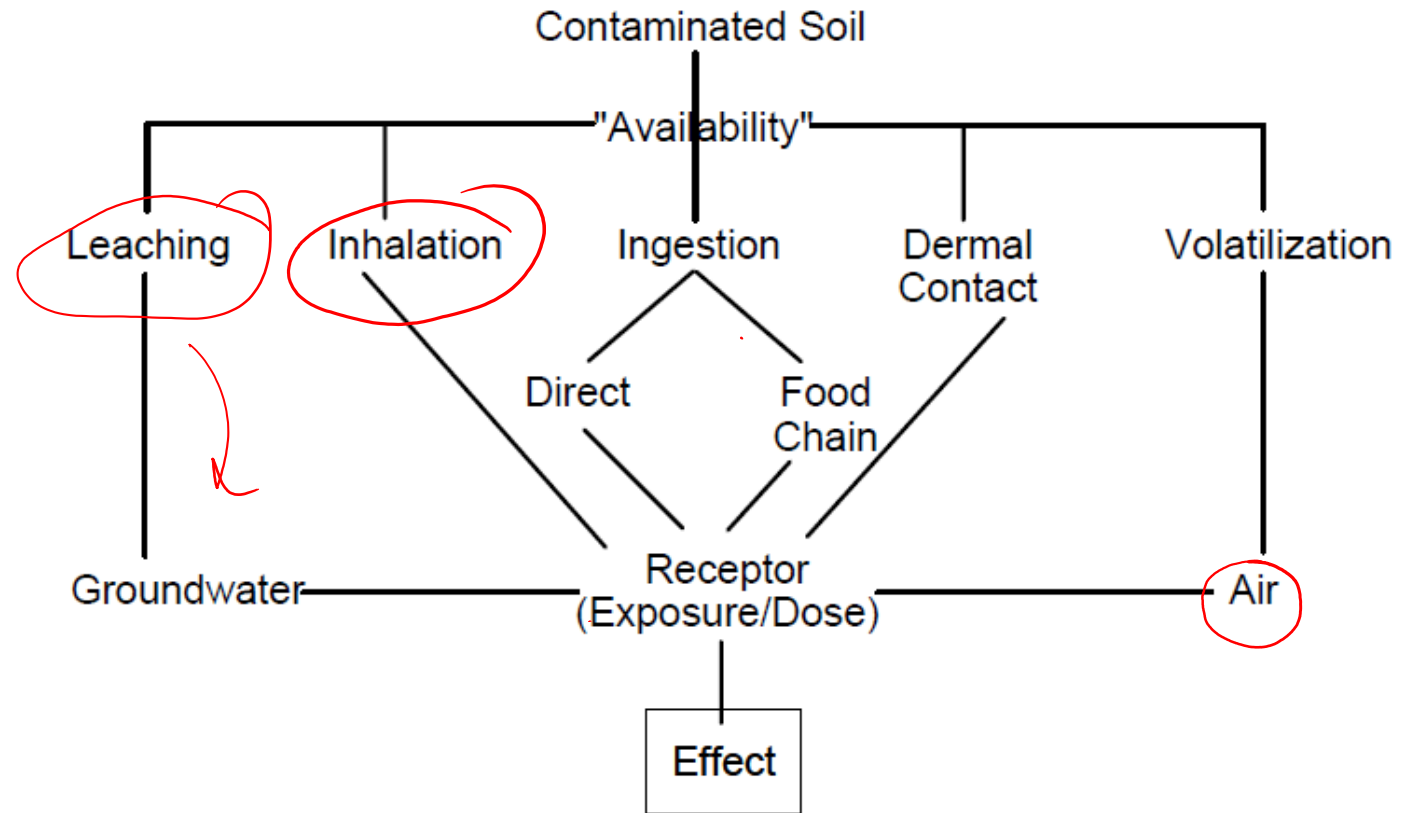 Contaminated Soil
"Availability"
Leaching
Inhalation
Ingestion
Dermal
Contact
Volatilization
Direct
Food
Chain
Groundwater
Receptor
(Exposure/Dose)
Air
Effect